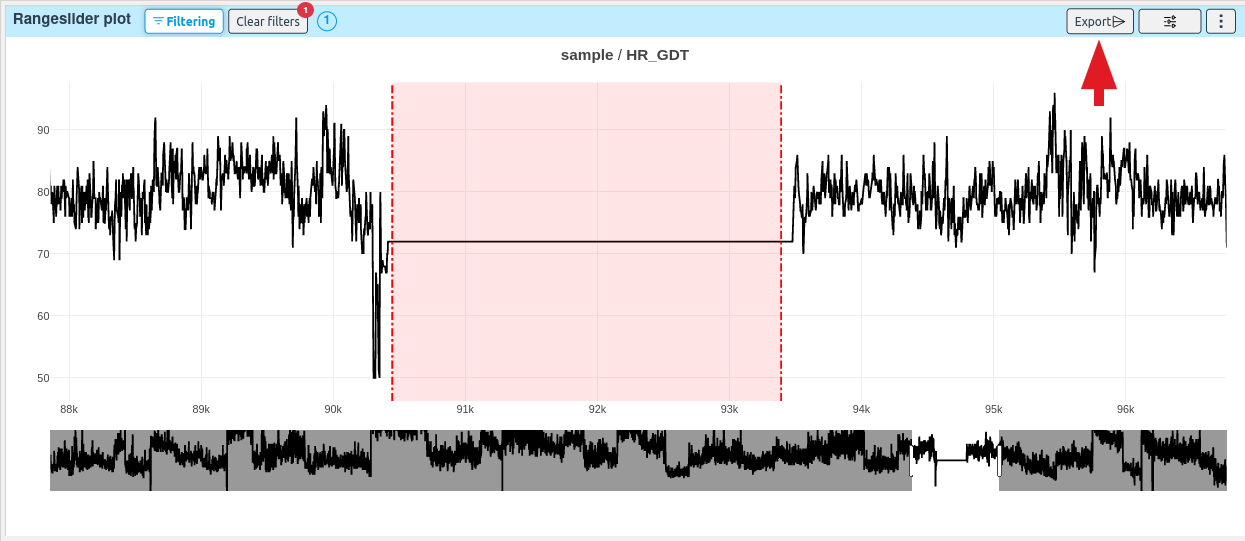 Rangeslider plot Filtering Clear filters 1 1 Export
sample / HR_GDT
90
80
70
60
50
88k 89k 90k 91k 92k 93k 94k 95k 96k